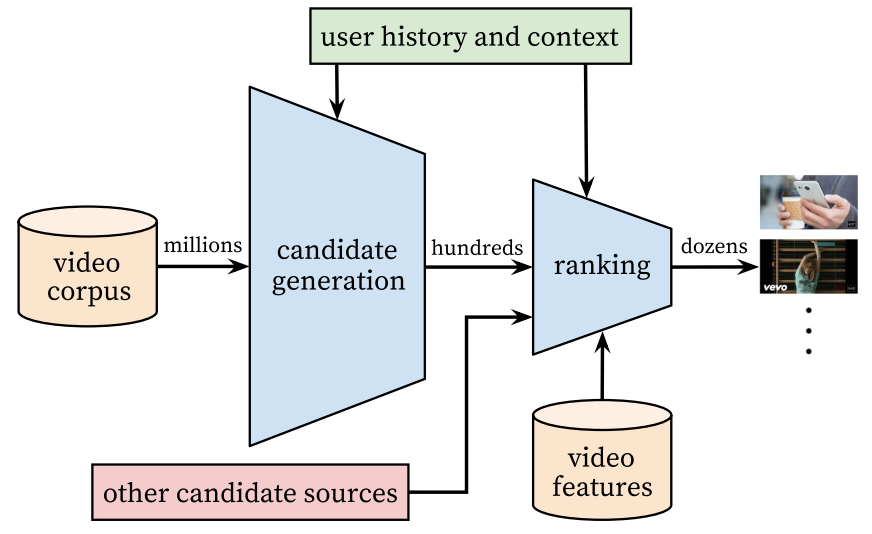 user history and context
millions
candidate
generation
hundreds
ranking
dozens
video
corpus
vevo
other candidate sources
video
features